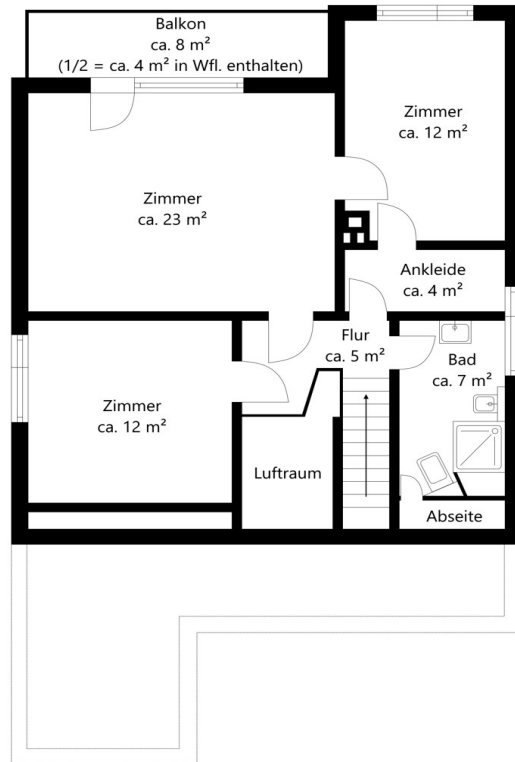 Balkon
ca. 8 m²
(1/2 = ca. 4 m² in Wfl. enthalten)
Zimmer
ca. 12 m²
Zimmer
ca. 23 m²
Ankleide
ca. 4 m²
Flur
ca. 5 m²
Bad
ca. 7 m²
Zimmer
ca. 12 m²
Luftraum
Abseite